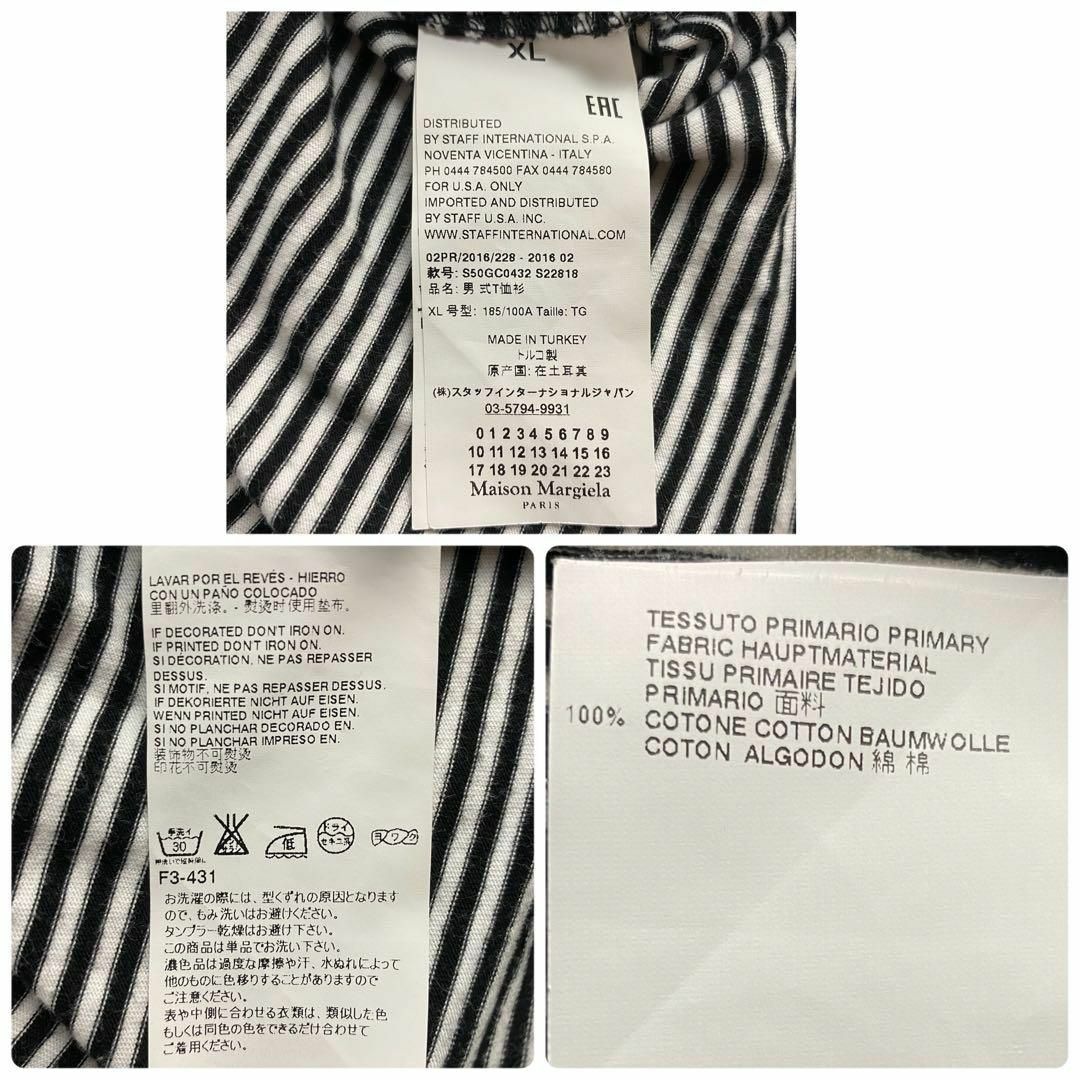 XL
EAC
DISTRIBUTED
BY STAFF INTERNATIONAL S.P.A.
NOVENTA VICENTINA - ITALY
PH 0444 784500 FAX 0444 784580
FOR U.S.A. ONLY
IMPORTED AND DISTRIBUTED
BY STAFF U.S.A. INC.
WWW.STAFFINTERNATIONAL.COM
02PR/2016/228 - 2016 02
款号: S50GC0432 S22818
品名: 男 式T恤衫
XL 号型: 185/100A Taille: TG
MADE IN TURKEY
トルコ製
原产国: 在土耳其
(株)スタッフインターナショナルジャパン
03-5794-9931
0 1 2 3 4 5 6 7 8 9
10 11 12 13 14 15 16
17 18 19 20 21 22 23
Maison Margiela
PARIS
LAVAR POR EL REVÉS - HIERRO
CON UN PAÑO COLOCADO
里翻外洗涤。- 熨烫时使用垫布。
IF DECORATED DONT IRON ON.
IF PRINTED DONT IRON ON.
SI DÉCORATION, NE PAS REPASSER
DESSUS.
SI MOTIF, NE PAS REPASSER DESSUS.
IF DEKORIERTE NICHT AUF EISEN.
WENN PRINTED NICHT AUF EISEN.
SI NO PLANCHAR DECORADO EN.
SI NO PLANCHAR IMPRESO EN.
装饰物不可熨烫
印花不可熨烫
手洗イ
30
低
ドライ
セキユ系
ヨワク
F3-431
お洗濯の際には、型くずれの原因となります
ので、もみ洗いはお避けください。
タンブラー乾燥はお避け下さい。
この商品は単品でお洗い下さい。
濃色品は過度な摩擦や汗、水ぬれによって
他のものに色移りすることがありますので
ご注意ください。
表や中側に合わせる衣類は、類似した色
もしくは同色の色をできるだけ合わせて
ご着用ください。
TESSUTO PRIMARIO PRIMARY
FABRIC HAUPTMATERIAL
TISSU PRIMAIRE TEJIDO
PRIMARIO 面料
100% COTONE COTTON BAUMWOLLE
COTON ALGODON 綿 棉